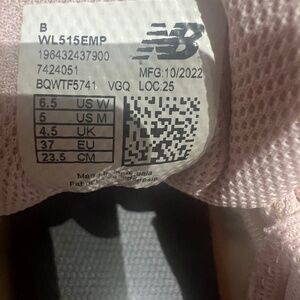 B
WL515EMP
196432437900
7424051 MFG.10/2022
BQWTF5741 VGQ LOC:25
6.5 US W
5 US M
4.5 UK
37 EU
23.5 CM